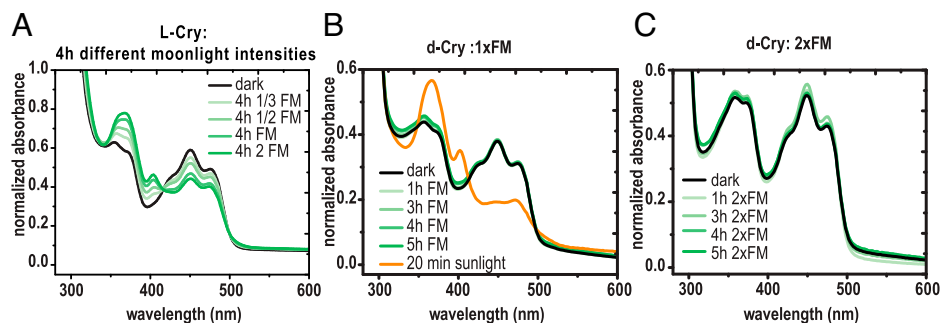 A
L-Cry:
4h different moonlight intensities
normalized absorbance
1.0
0.8
0.6
0.4
0.2
0.0
dark
4h 1/3 FM
4h 1/2 FM
4h FM
4h 2 FM
300 400 500 600
wavelength (nm)
B
d-Cry :1xFM
normalized absorbance
0.6
0.4
0.2
0.0
dark
1h FM
3h FM
4h FM
5h FM
20 min sunlight
300 400 500 600
wavelength (nm)
C
d-Cry: 2xFM
normalized absorbance
0.6
0.4
0.2
0.0
dark
1h 2xFM
3h 2xFM
4h 2xFM
5h 2xFM
300 400 500 600
wavelength (nm)